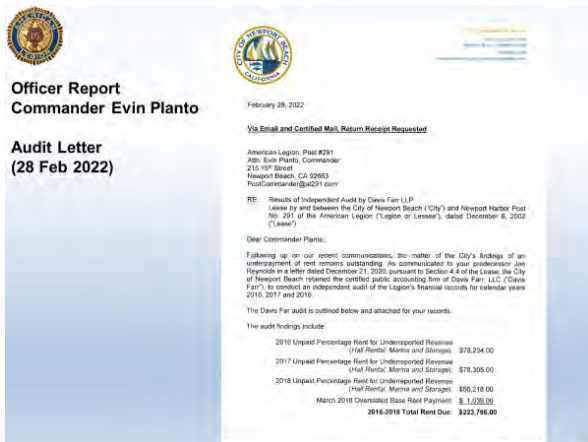 Officer Report
Commander Evin Planto
Audit Letter
(28 Feb 2022)
AMERICAN
LEGION
US
CITY OF NEWPORT BEACH
CALIFORNIA
February 28, 2022
Via Email and Certified Mail, Return Receipt Requested
American Legion, Post #291
Attn: Evin Planto, Commander
215 15th Street
Newport Beach, CA 92663
PostCommander@al291.com
RE: Results of Independent Audit by Davis Farr LLP
Lease by and between the City of Newport Beach ("City") and Newport Harbor Post
No. 291 of the American Legion ("Legion or Lessee"), dated December 6, 2002
("Lease")
Dear Commander Planto,
Following up on our recent communications, the matter of the City's findings of an
underpayment of rent remains outstanding. As communicated to your predecessor Jon
Reynolds in a letter dated December 21, 2020, pursuant to Section 4.4 of the Lease, the City
of Newport Beach retained the certified public accounting firm of Davis Farr, LLC ("Davis
Farr"), to conduct an independent audit of the Legion's financial records for calendar years
2016, 2017 and 2018.
The Davis Far audit is outlined below and attached for your records.
The audit findings include:
2016 Unpaid Percentage Rent for Underreported Revenue
(Hall Rental, Marina and Storage): $78,234.00
2017 Unpaid Percentage Rent for Underreported Revenue
(Hall Rental, Marina and Storage): $78,305.00
2018 Unpaid Percentage Rent for Underreported Revenue
(Hall Rental, Marina and Storage): $66,218.00
March 2018 Overstated Base Rent Payment: $ 1,039.00
2016-2018 Total Rent Due: $223,796.00